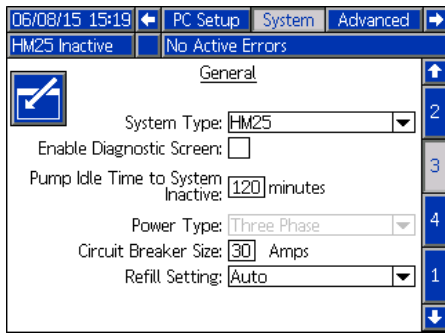 06/08/15 15:19 PC Setup System Advanced
HM25 Inactive No Active Errors
General
System Type: HM25
Enable Diagnostic Screen:
Pump Idle Time to System
Inactive: 120 minutes
Power Type: Three Phase
Circuit Breaker Size: 30 Amps
Refill Setting: Auto
2
3
4
1